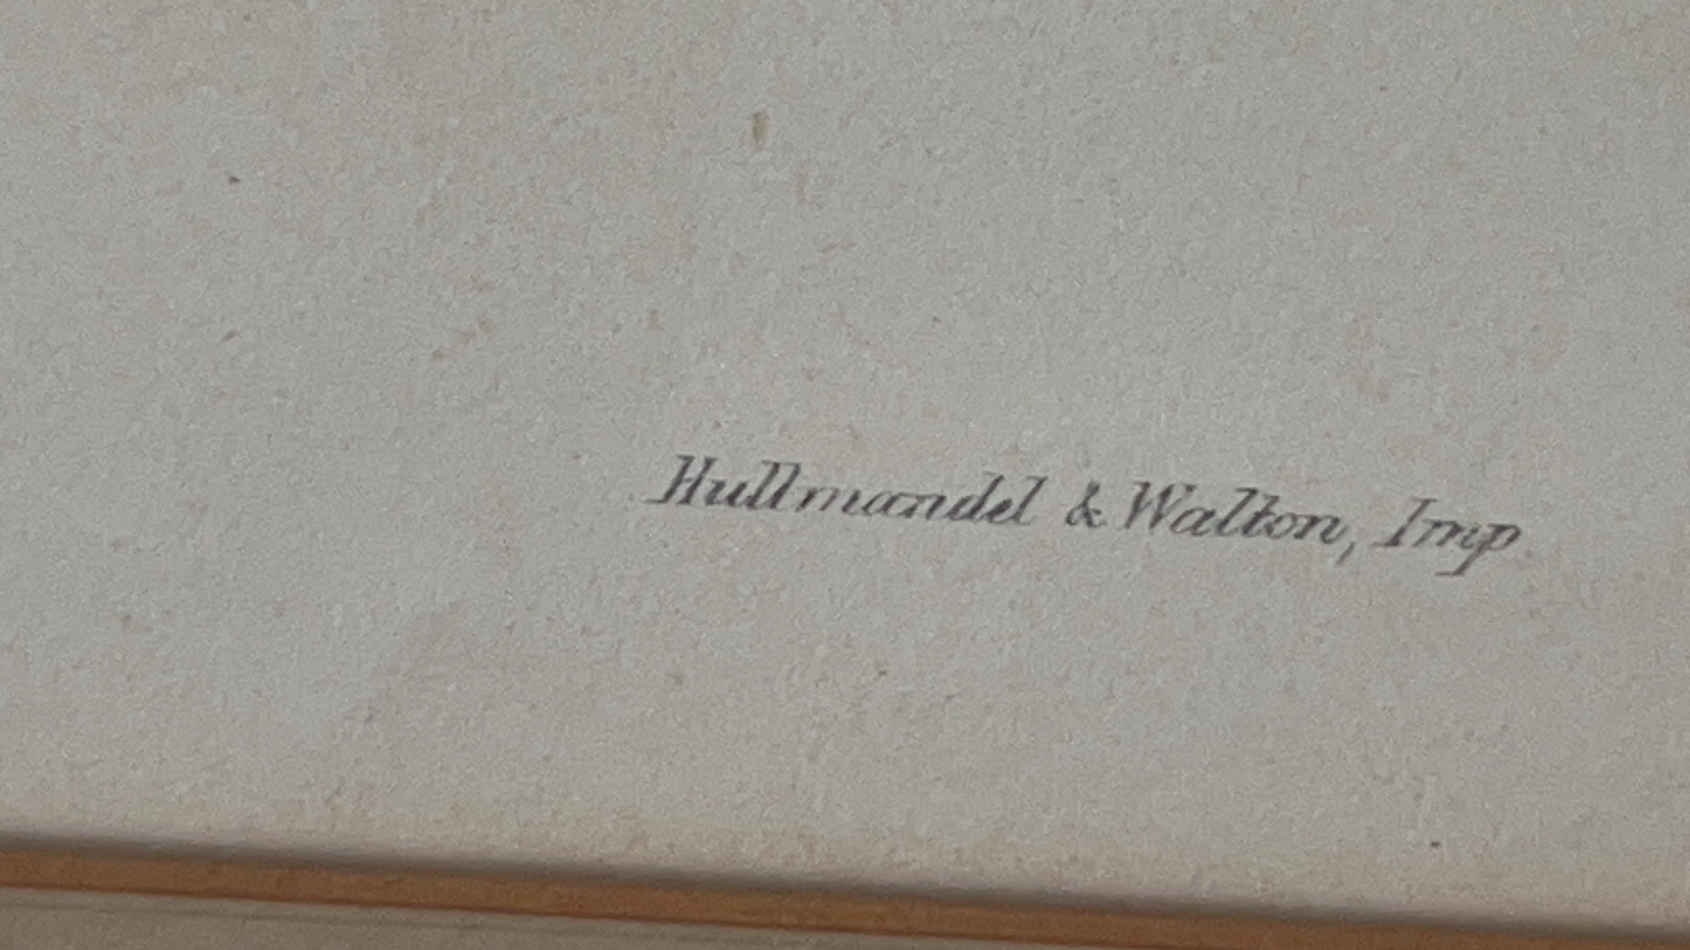 Hullmandel & Walton, Imp.